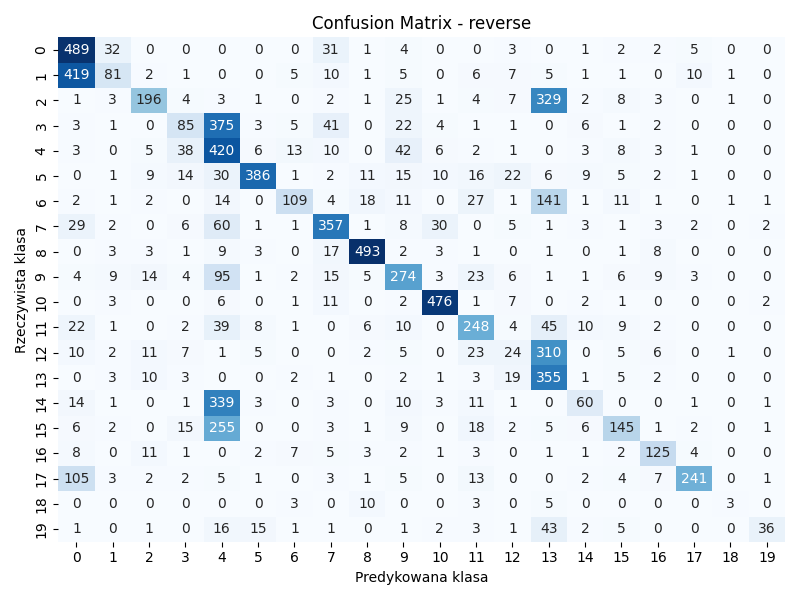 Confusion Matrix - reverse
0 489 32 0 0 0 0 0 31 1 4 0 0 3 0 1 2 2 5 0 0
1 419 81 2 1 0 0 5 10 1 5 0 6 7 5 1 1 0 10 1 0
2 1 3 196 4 3 1 0 2 1 25 1 4 7 329 2 8 3 0 1 0
3 3 1 0 85 375 3 5 41 0 22 4 1 1 0 6 1 2 0 0 0
4 3 0 5 38 420 6 13 10 0 42 6 2 1 0 3 8 3 1 0 0
5 0 1 9 14 30 386 1 2 11 15 10 16 22 6 9 5 2 1 0 0
6 2 1 2 0 14 0 109 4 18 11 0 27 1 141 1 11 1 0 1 1
7 29 2 0 6 60 1 1 357 1 8 30 0 5 1 3 1 3 2 0 2
8 0 3 3 1 9 3 0 17 493 2 3 1 0 1 0 1 8 0 0 0
9 4 9 14 4 95 1 2 15 5 274 3 23 6 1 1 6 9 3 0 0
10 0 3 0 0 6 0 1 11 0 2 476 1 7 0 2 1 0 0 0 2
11 22 1 0 2 39 8 1 0 6 10 0 248 4 45 10 9 2 0 0 0
12 10 2 11 7 1 5 0 0 2 5 0 23 24 310 0 5 6 0 1 0
13 0 3 10 3 0 0 2 1 0 2 1 3 19 355 1 5 2 0 0 0
14 14 1 0 1 339 3 0 3 0 10 3 11 1 0 60 0 1 0 0 1
15 6 2 0 15 255 0 0 3 1 9 0 18 2 5 6 145 1 2 0 1
16 8 0 11 1 0 2 7 5 3 2 1 3 0 1 1 2 125 4 0 0
17 105 3 2 2 5 1 0 3 1 5 0 13 0 0 2 4 7 241 0 1
18 0 0 0 0 0 0 3 0 10 0 0 3 0 5 0 0 0 0 3 0
19 1 0 1 0 16 15 1 1 0 1 2 3 1 43 2 5 0 0 0 36
0 1 2 3 4 5 6 7 8 9 10 11 12 13 14 15 16 17 18 19
Rzeczywista klasa
Predykowana klasa